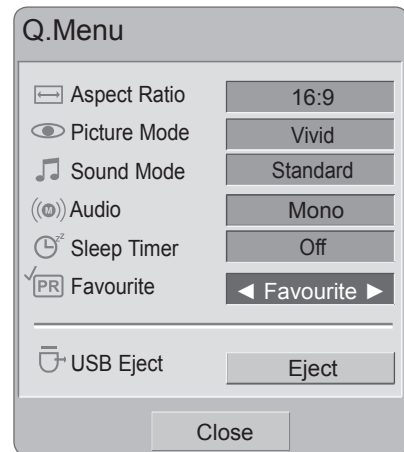 Q.Menu
Aspect Ratio 16:9
Picture Mode Vivid
Sound Mode Standard
((M)) Audio Mono
zz Sleep Timer Off
PR Favourite ◄ Favourite ►
USB Eject Eject
Close